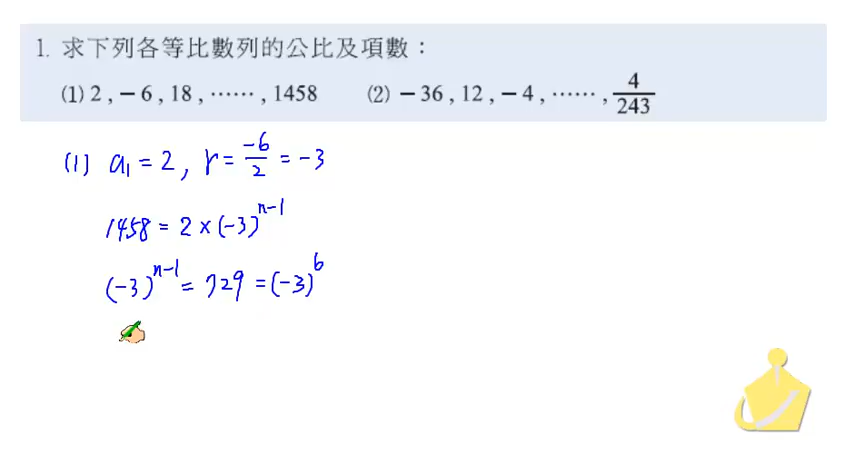 1. 求下列各等比數列的公比及項數：
(1) 2 , －6 , 18 , …… , 1458 (2) －36 , 12 , －4 , …… , 4/243
(1) a₁ = 2 , r = -6/2 = -3
1458 = 2 × (-3)^(n-1)
(-3)^(n-1) = 729 = (-3)^6